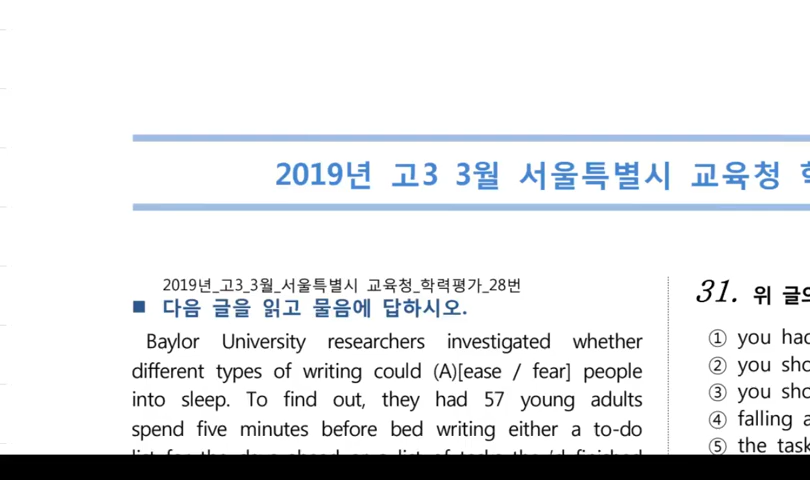 2019년 고3 3월 서울특별시 교육청
2019년_고3_3월_서울특별시 교육청_학력평가_28번
■ 다음 글을 읽고 물음에 답하시오.
Baylor University researchers investigated whether
different types of writing could (A)[ease / fear] people
into sleep. To find out, they had 57 young adults
spend five minutes before bed writing either a to-do
31. 위 글의
① you had
② you sho
③ you sho
④ falling a
⑤ the task